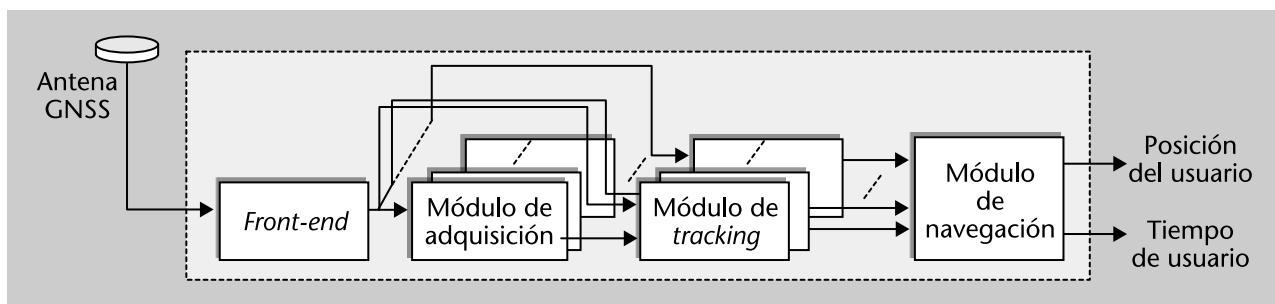 Antena
GNSS
Front-end
Módulo de
adquisición
Módulo de
tracking
Módulo
de
navegación
Posición
del usuario
Tiempo
de usuario